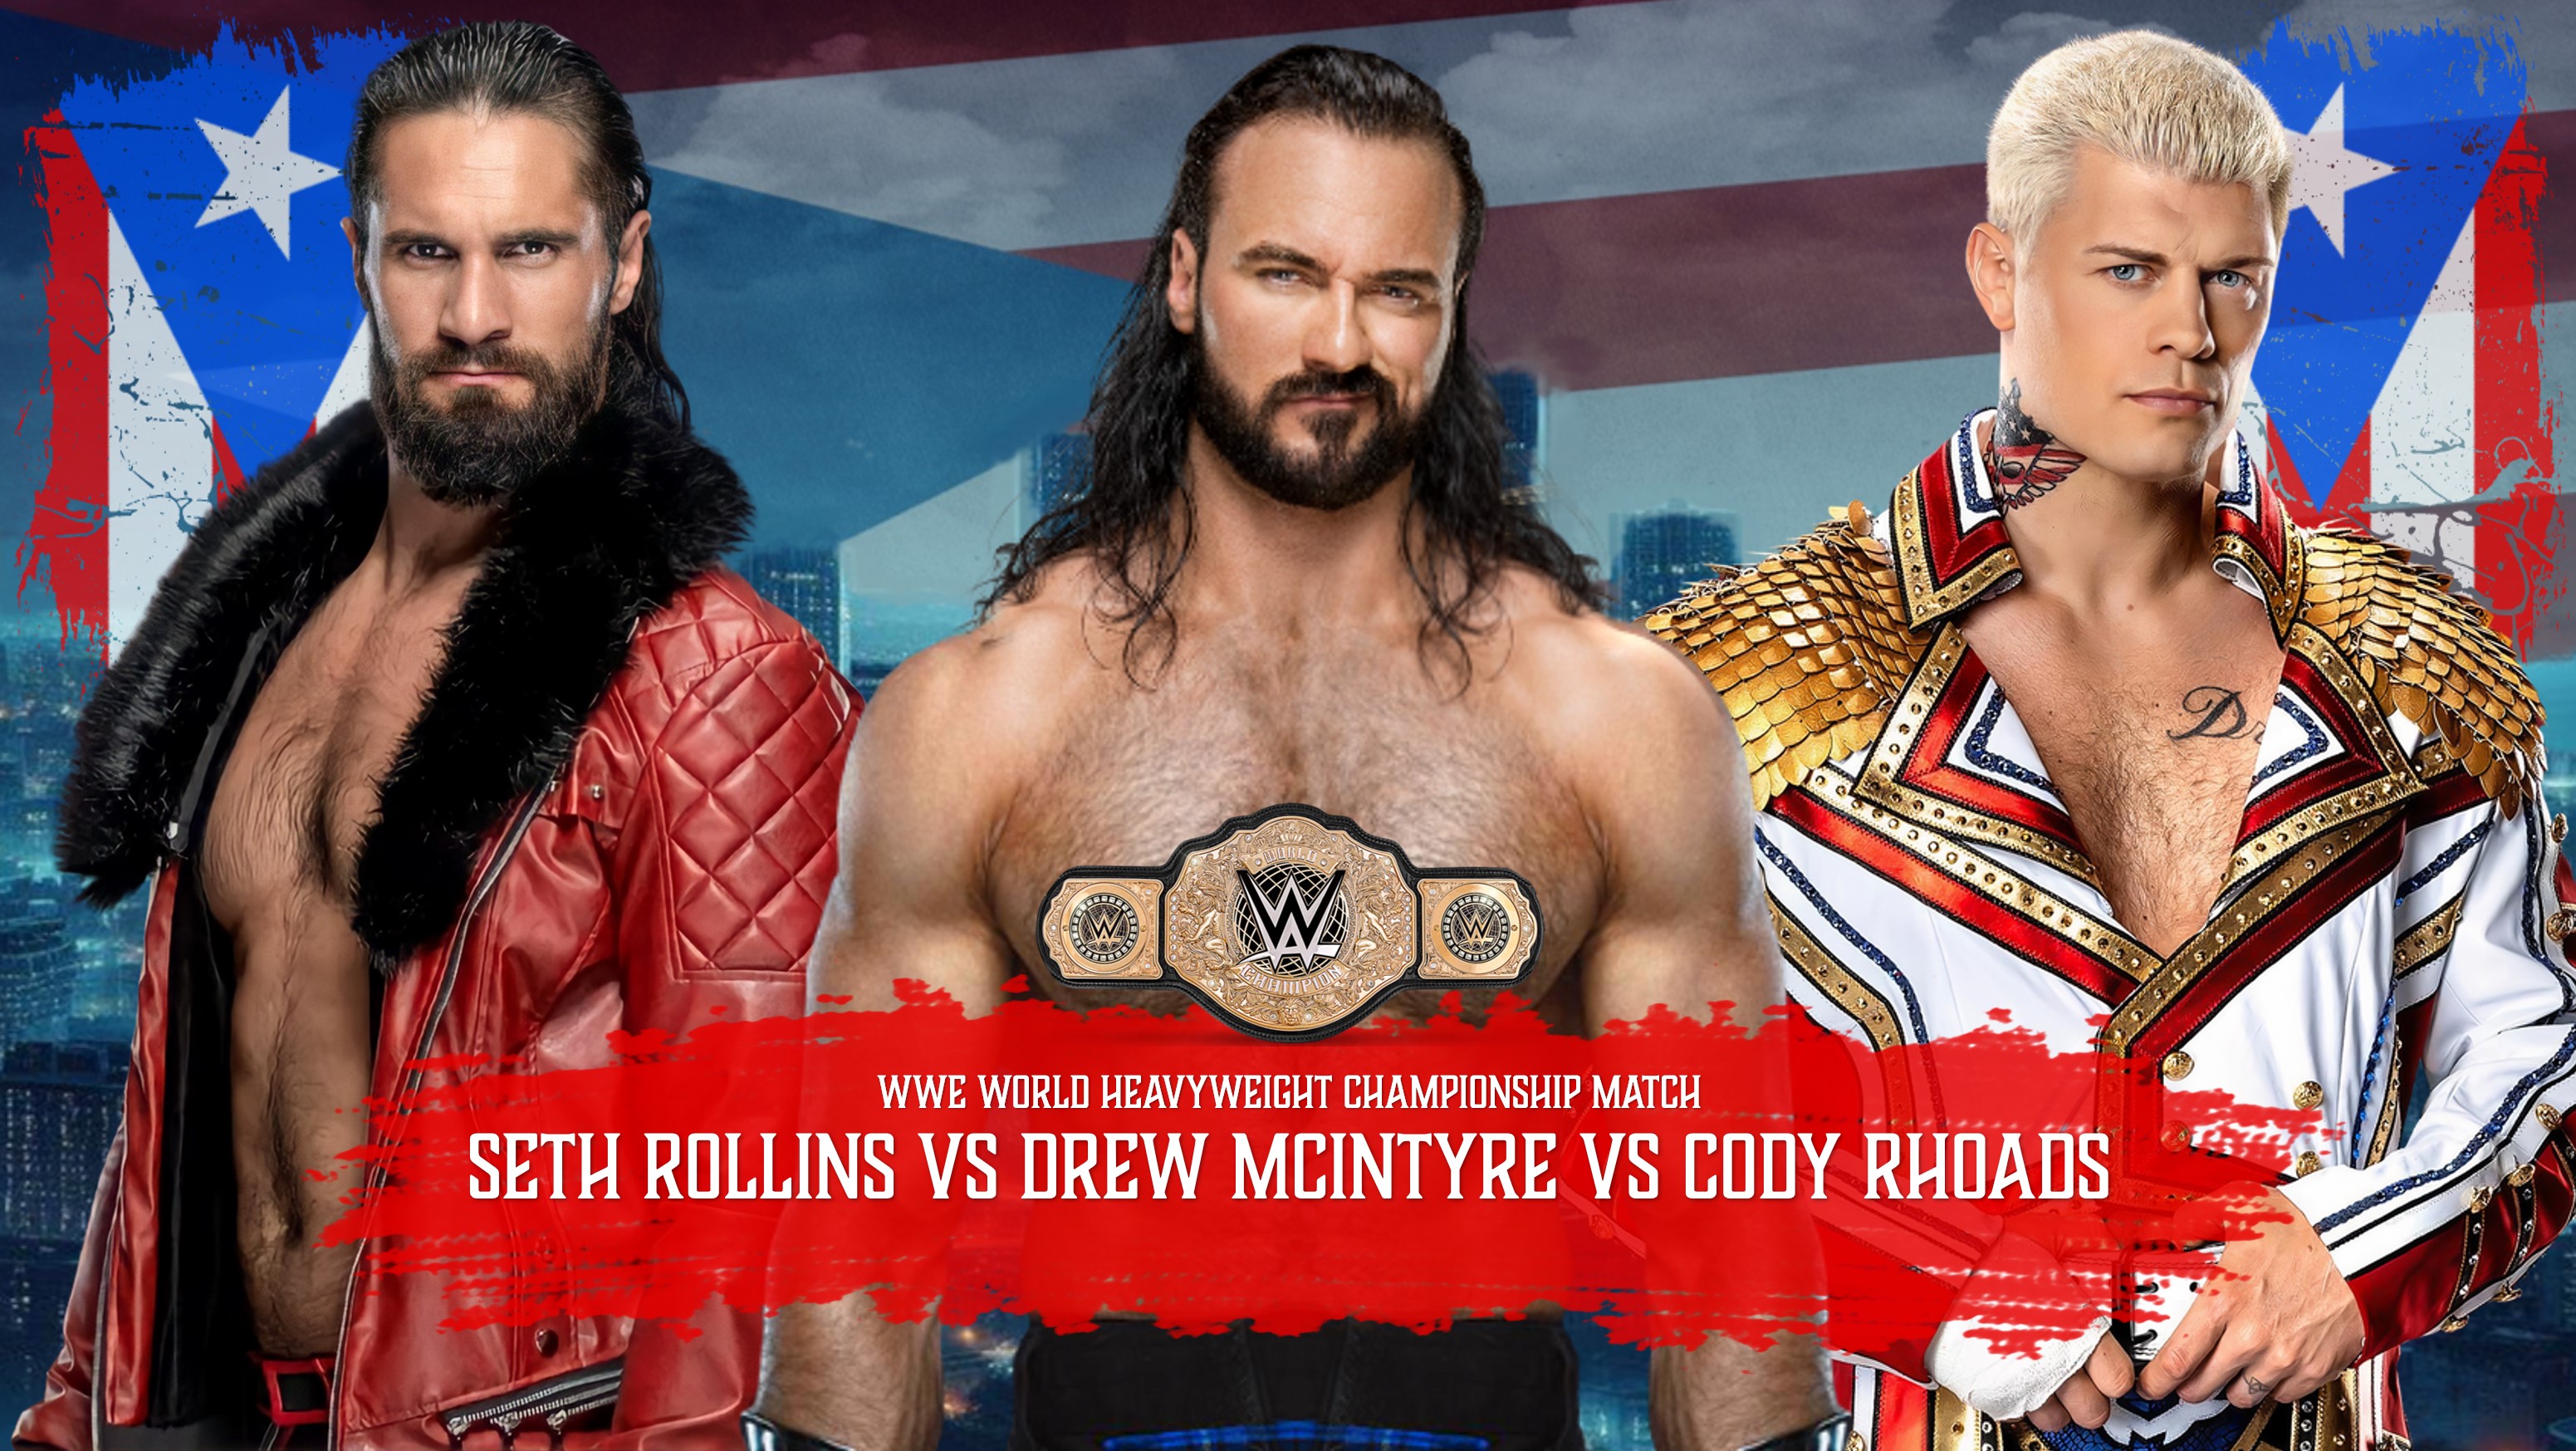 WWE WORLD HEAVYWEIGHT CHAMPIONSHIP MATCH
SETH ROLLINS VS DREW MCINTYRE VS CODY RHOADS
WORLD
W
W
W
CHAMPION